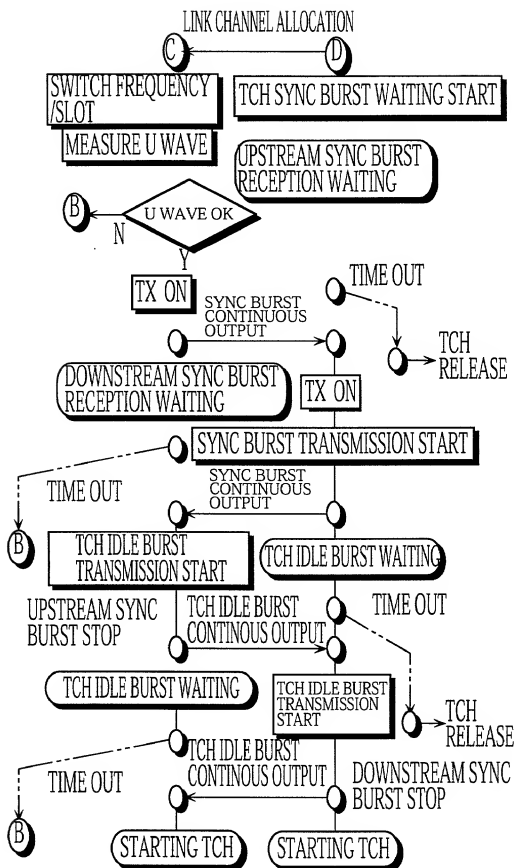 LINK CHANNEL ALLOCATION
C
D
SWITCH FREQUENCY
/SLOT
TCH SYNC BURST WAITING START
MEASURE U WAVE
UPSTREAM SYNC BURST
RECEPTION WAITING
B
U WAVE OK
N
Y
TX ON
TIME OUT
SYNC BURST
CONTINUOUS
OUTPUT
TCH
RELEASE
DOWNSTREAM SYNC BURST
RECEPTION WAITING
TX ON
SYNC BURST TRANSMISSION START
TIME OUT
SYNC BURST
CONTINUOUS
OUTPUT
B
TCH IDLE BURST
TRANSMISSION START
TCH IDLE BURST WAITING
UPSTREAM SYNC
BURST STOP
TCH IDLE BURST
CONTINOUS OUTPUT
TIME OUT
TCH IDLE BURST WAITING
TCH IDLE BURST
TRANSMISSION
START
TCH
RELEASE
TIME OUT
TCH IDLE BURST
CONTINOUS OUTPUT
DOWNSTREAM SYNC
BURST STOP
B
STARTING TCH
STARTING TCH